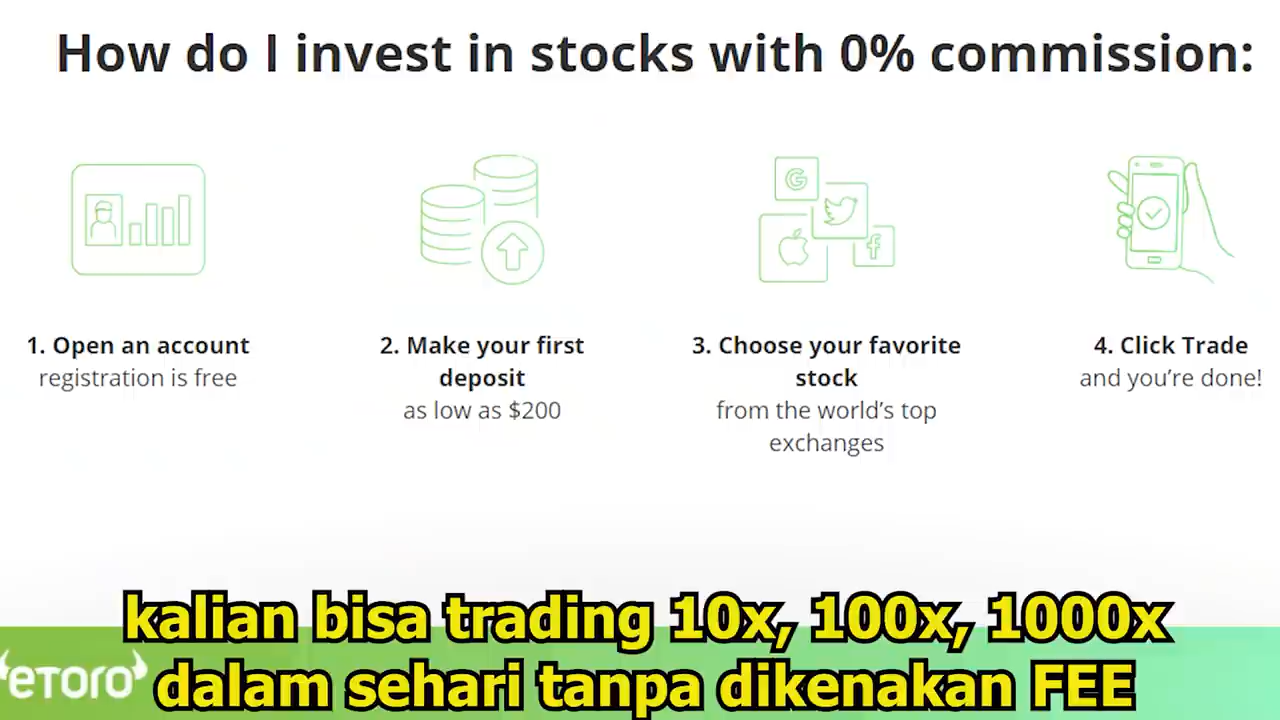 How do I invest in stocks with 0% commission:
1. Open an account
registration is free
2. Make your first
deposit
as low as $200
3. Choose your favorite
stock
from the world's top
exchanges
4. Click Trade
and you're done!
kalian bisa trading 10x, 100x, 1000x
dalam sehari tanpa dikenakan FEE
eToro